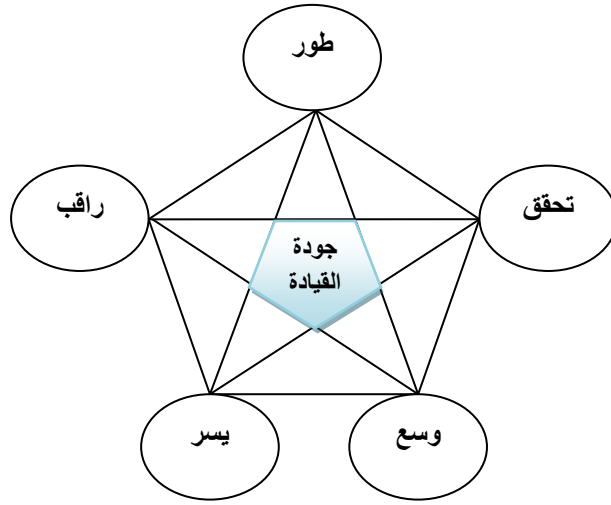 طور
تحقق
راقب
جودة
القيادة
وسع
يسر